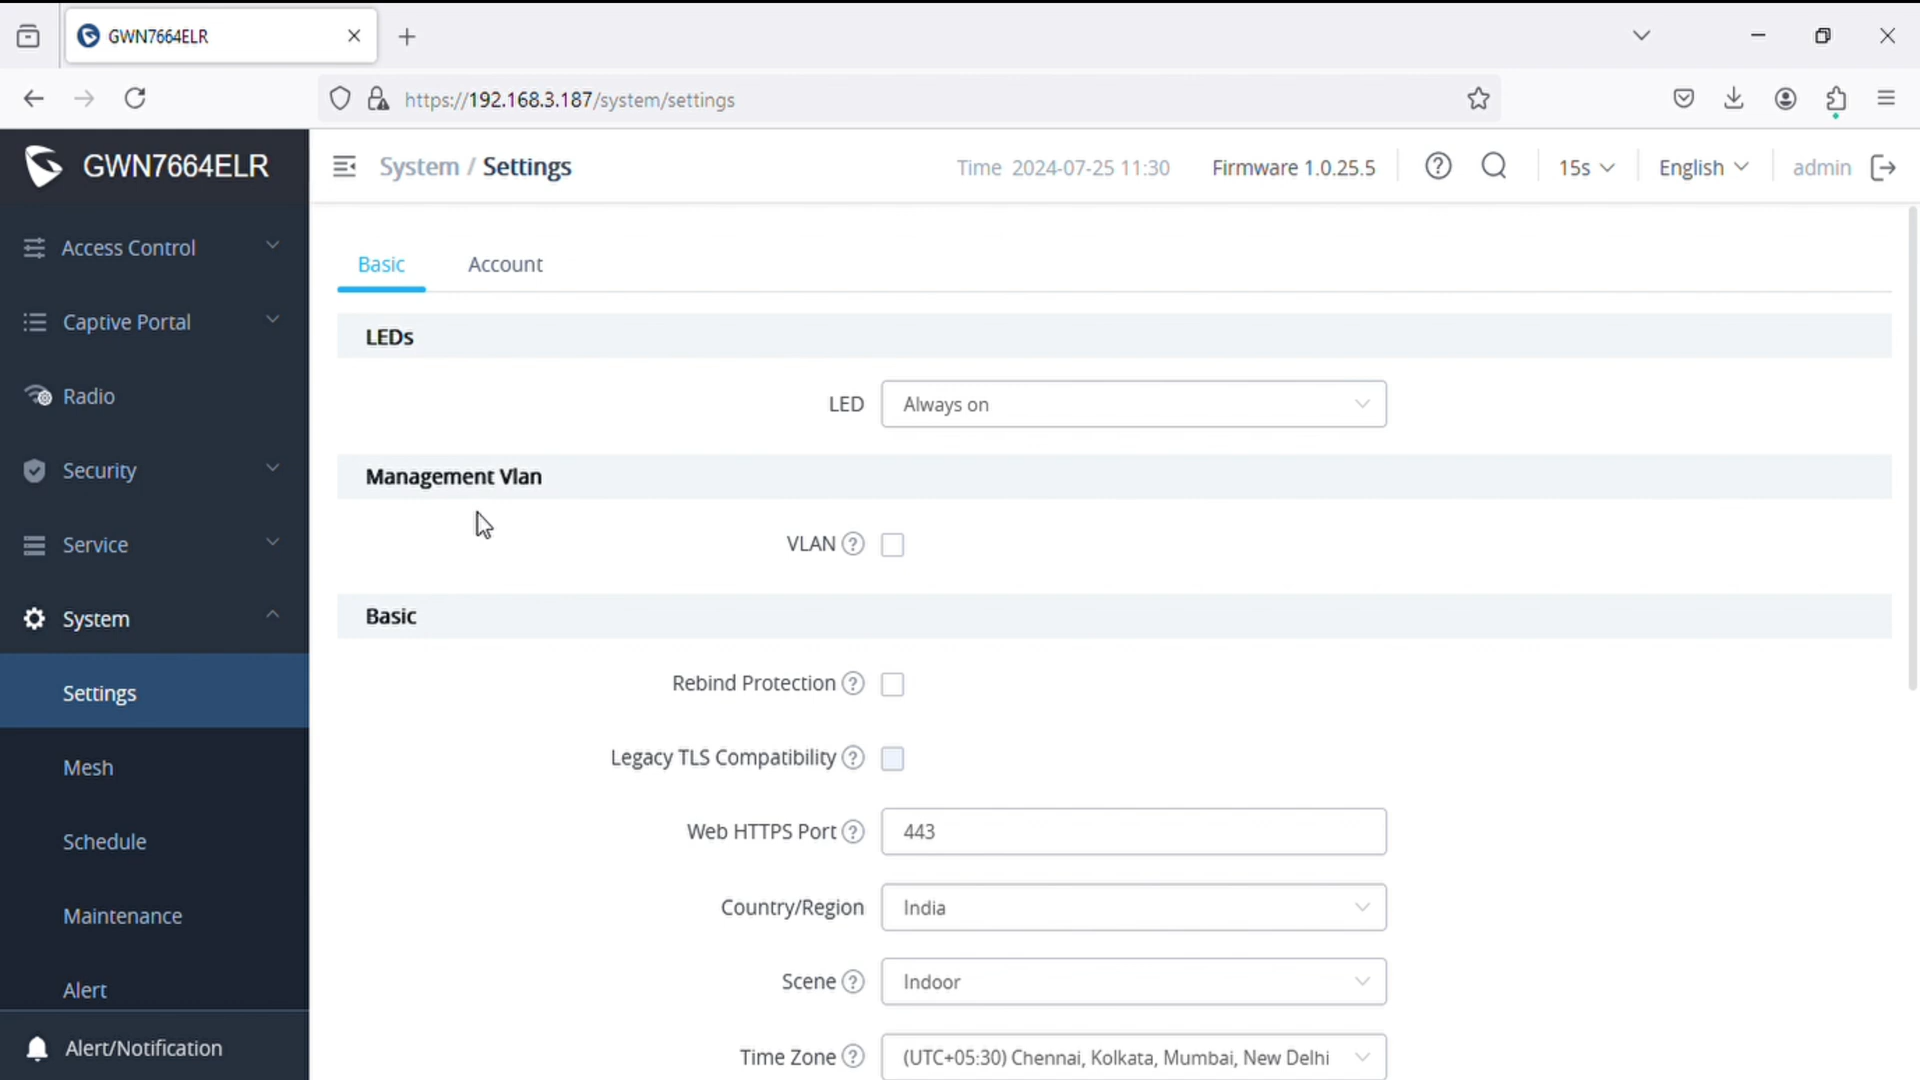 GWN7664ELR
https://192.168.3.187/system/settings
GWN7664ELR
System / Settings
Time 2024-07-25 11:30
Firmware 1.0.25.5
15s
English
admin
Access Control
Captive Portal
Radio
Security
Service
System
Settings
Mesh
Schedule
Maintenance
Alert
Alert/Notification
Basic
Account
LEDs
LED
Always on
Management Vlan
VLAN
Basic
Rebind Protection
Legacy TLS Compatibility
Web HTTPS Port
443
Country/Region
India
Scene
Indoor
Time Zone
(UTC+05:30) Chennai, Kolkata, Mumbai, New Delhi